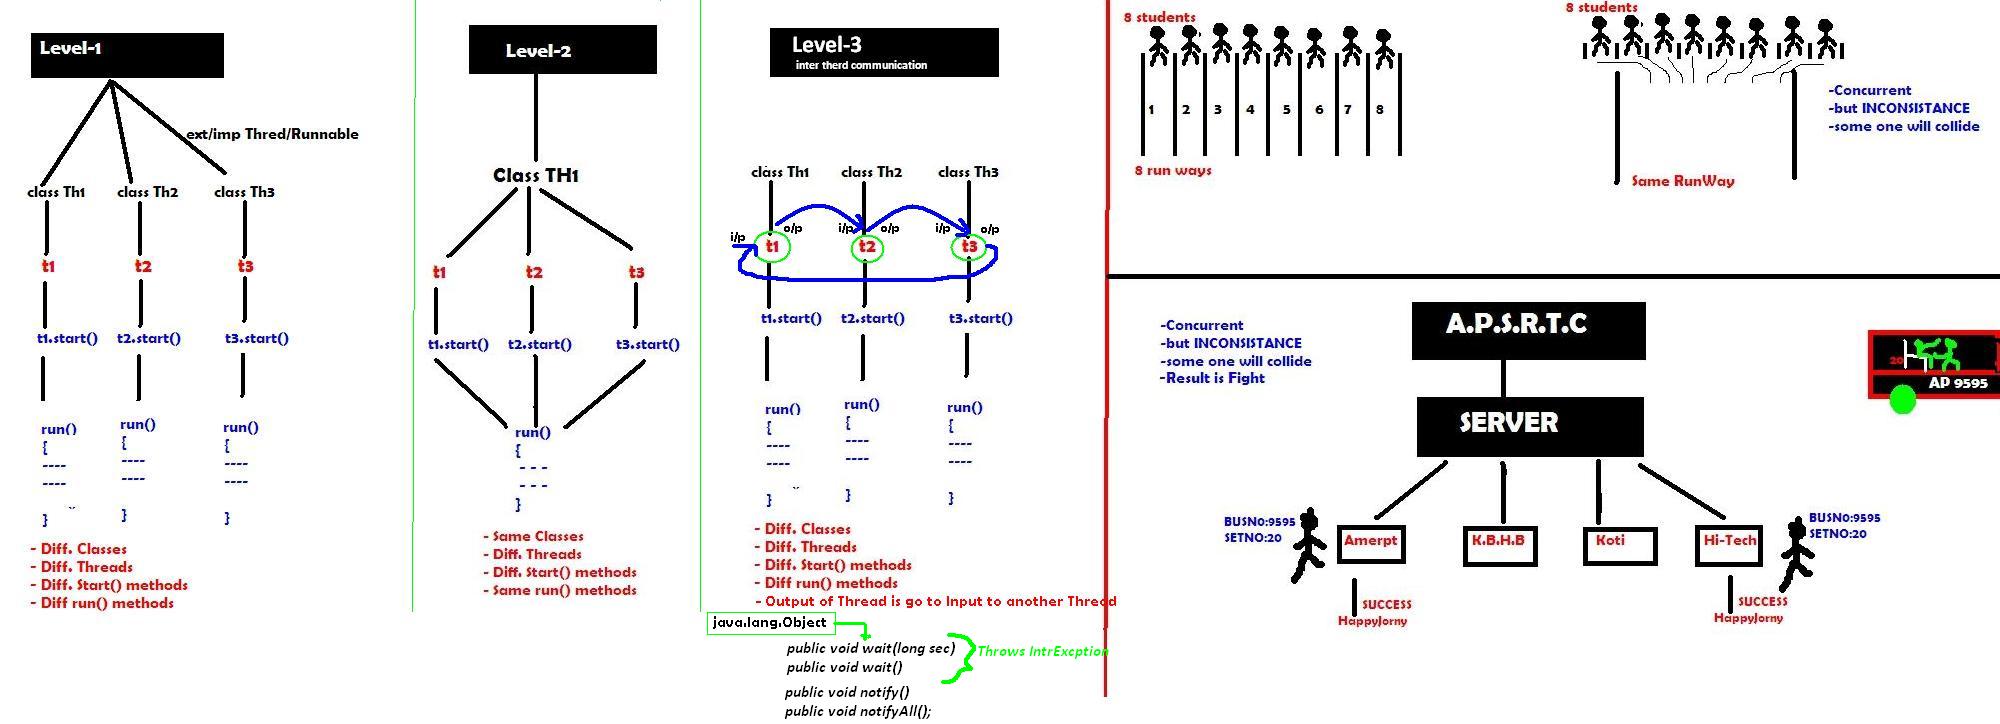 Level-1
ext/imp Thred/Runnable
class Th1 class Th2 class Th3
t1 t2 t3
t1.start() t2.start() t3.start()
run() run() run()
{ { {
---- ---- ----
---- ---- ----
} } }
- Diff. Classes
- Diff. Threads
- Diff. Start() methods
- Diff run() methods
Level-2
Class TH1
t1 t2 t3
t1.start() t2.start() t3.start()
run()
{
- - -
- - -
}
- Same Classes
- Diff. Threads
- Diff. Start() methods
- Same run() methods
Level-3
inter therd communication
class Th1 class Th2 class Th3
i/p t1 o/p i/p t2 o/p i/p t3 o/p
t1.start() t2.start() t3.start()
run() run() run()
{ { {
---- ---- ----
---- ---- ----
} } }
- Diff. Classes
- Diff. Threads
- Diff. Start() methods
- Diff run() methods
- Output of Thread is go to Input to another Thread
java.lang.Object
public void wait(long sec)
public void wait()
Throws IntrExcption
public void notify()
public void notifyAll();
8 students
1 2 3 4 5 6 7 8
8 run ways
8 students
-Concurrent
-but INCONSISTANCE
-some one will collide
Same RunWay
-Concurrent
-but INCONSISTANCE
-some one will collide
-Result is Fight
A.P.S.R.T.C
SERVER
20
AP 9595
BUSNo:9595
SETNO:20
Amerpt K.B.H.B Koti Hi-Tech
BUSNo:9595
SETNO:20
SUCCESS
HappyJorny
SUCCESS
HappyJorny